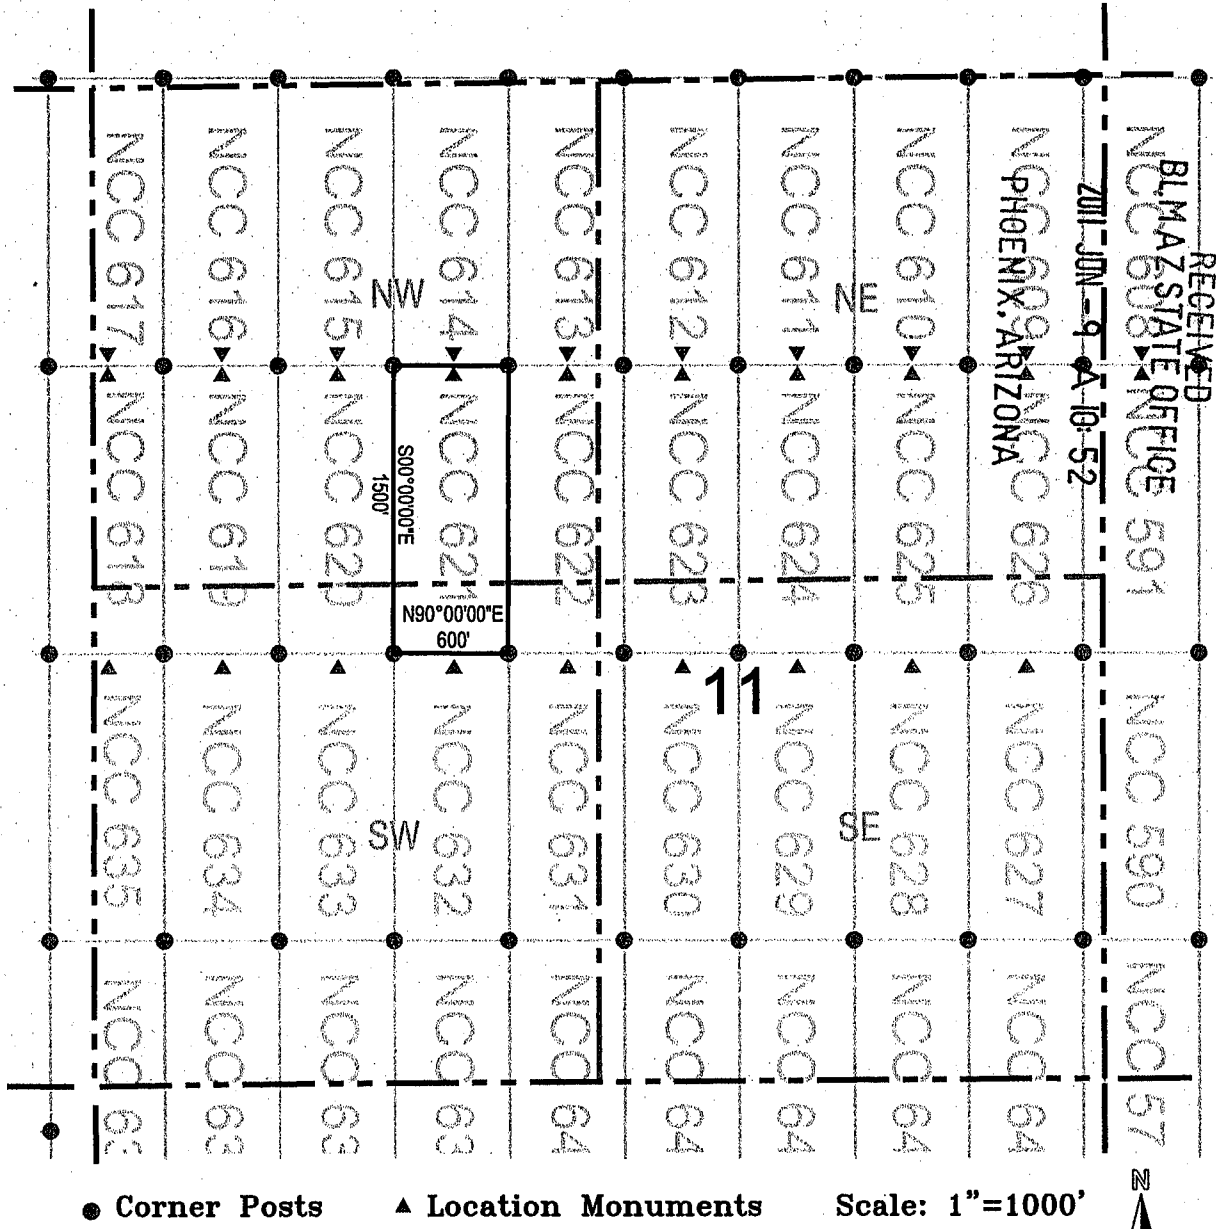 NCC 617
NCC 616
NCC 615
NCC 614
NCC 613
NCC 612
NCC 611
NCC 610
NCC 609
NCC 608
NW
NE
RECEIVED
BLM AZ STATE OFFICE
2011 JUN -9 A 10: 52
PHOENIX, ARIZONA
NCC 618
NCC 619
NCC 620
NCC 621
NCC 622
NCC 623
NCC 624
NCC 625
NCC 626
NCC 591
S00°00'00"E
1500'
N90°00'00"E
600'
11
NCC 635
NCC 634
NCC 633
NCC 632
NCC 631
NCC 630
NCC 629
NCC 628
NCC 627
NCC 590
SW
SE
NCC 63
NCC 63
NCC 63
NCC 63
NCC 64
NCC 64
NCC 64
NCC 64
NCC 64
NCC 57
N
● Corner Posts ▲ Location Monuments Scale: 1"=1000'